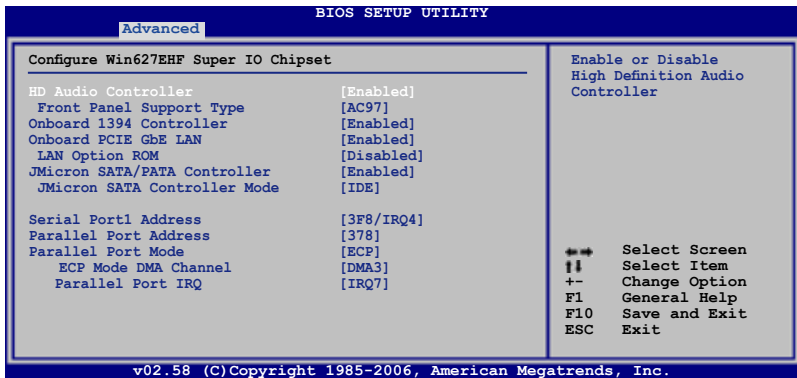 BIOS SETUP UTILITY
Advanced
Configure Win627EHF Super IO Chipset
HD Audio Controller [Enabled]
Front Panel Support Type [AC97]
Onboard 1394 Controller [Enabled]
Onboard PCIE GbE LAN [Enabled]
LAN Option ROM [Disabled]
JMicron SATA/PATA Controller [Enabled]
JMicron SATA Controller Mode [IDE]
Serial Port1 Address [3F8/IRQ4]
Parallel Port Address [378]
Parallel Port Mode [ECP]
ECP Mode DMA Channel [DMA3]
Parallel Port IRQ [IRQ7]
Enable or Disable
High Definition Audio
Controller
←→ Select Screen
↑↓ Select Item
+- Change Option
F1 General Help
F10 Save and Exit
ESC Exit
v02.58 (C)Copyright 1985-2006, American Megatrends, Inc.